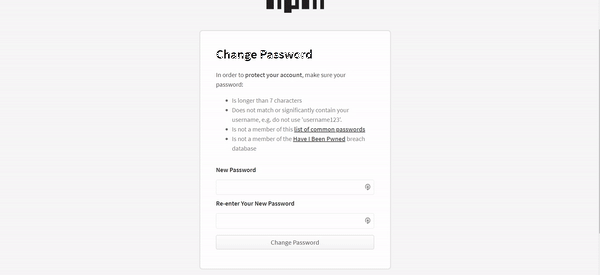 npm
Change Password
In order to protect your account, make sure your
password:
Is longer than 7 characters
Does not match or significantly contain your
username, e.g. do not use 'username123'.
Is not a member of this list of common passwords
Is not a member of the Have I Been Pwned breach
database
New Password
Re-enter Your New Password
Change Password